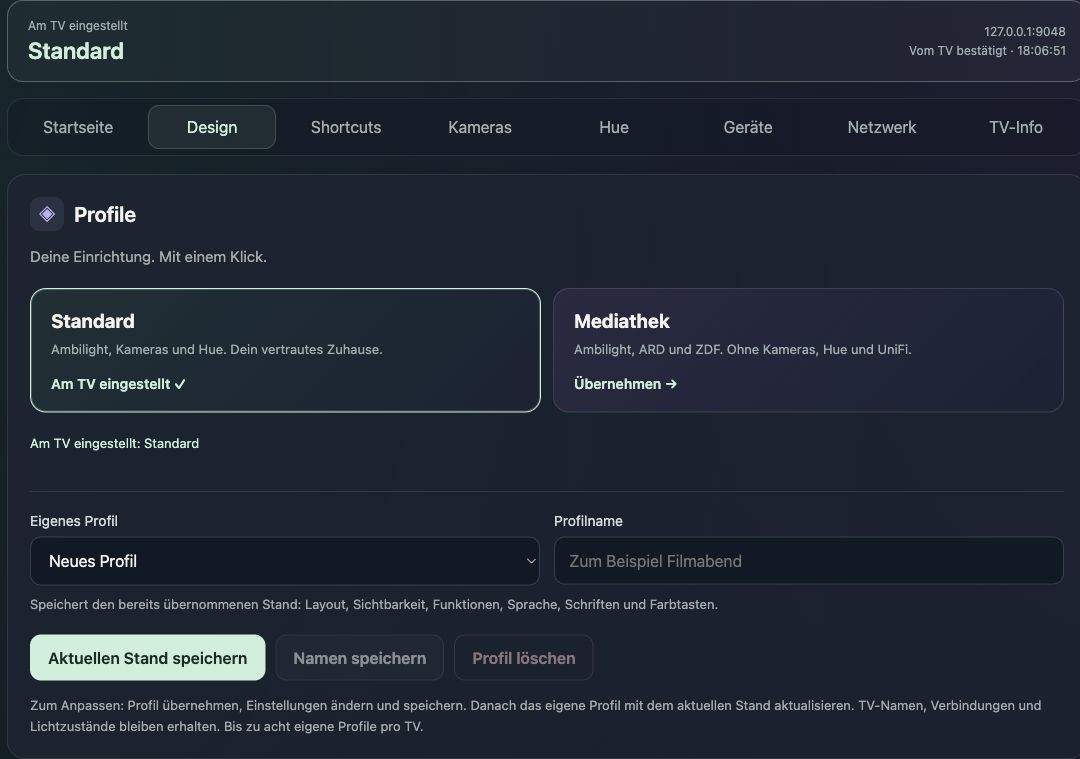 Am TV eingestellt
Standard
127.0.0.1:9048
Vom TV bestätigt · 18:06:51
Startseite
Design
Shortcuts
Kameras
Hue
Geräte
Netzwerk
TV-Info
Profile
Deine Einrichtung. Mit einem Klick.
Standard
Ambilight, Kameras und Hue. Dein vertrautes Zuhause.
Am TV eingestellt ✓
Mediathek
Ambilight, ARD und ZDF. Ohne Kameras, Hue und UniFi.
Übernehmen →
Am TV eingestellt: Standard
Eigenes Profil
Neues Profil
Profilname
Zum Beispiel Filmabend
Speichert den bereits übernommenen Stand: Layout, Sichtbarkeit, Funktionen, Sprache, Schriften und Farbtasten.
Aktuellen Stand speichern
Namen speichern
Profil löschen
Zum Anpassen: Profil übernehmen, Einstellungen ändern und speichern. Danach das eigene Profil mit dem aktuellen Stand aktualisieren. TV-Namen, Verbindungen und
Lichtzustände bleiben erhalten. Bis zu acht eigene Profile pro TV.